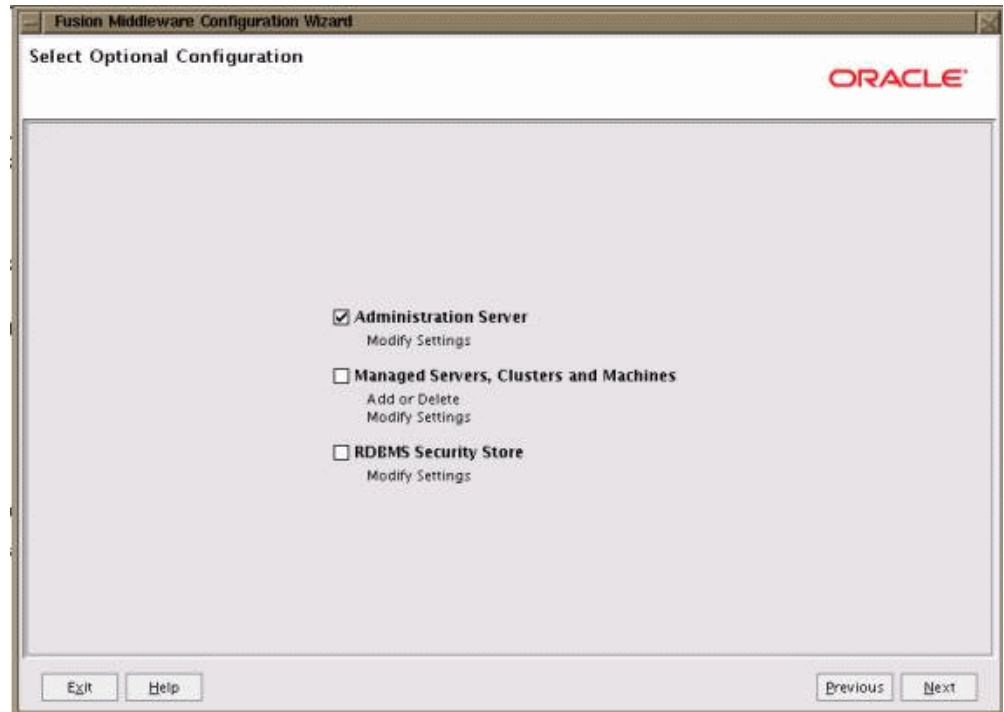 Fusion Middleware Configuration Wizard
Select Optional Configuration
ORACLE
Administration Server
Modify Settings
Managed Servers, Clusters and Machines
Add or Delete
Modify Settings
RDBMS Security Store
Modify Settings
Exit Help Previous Next